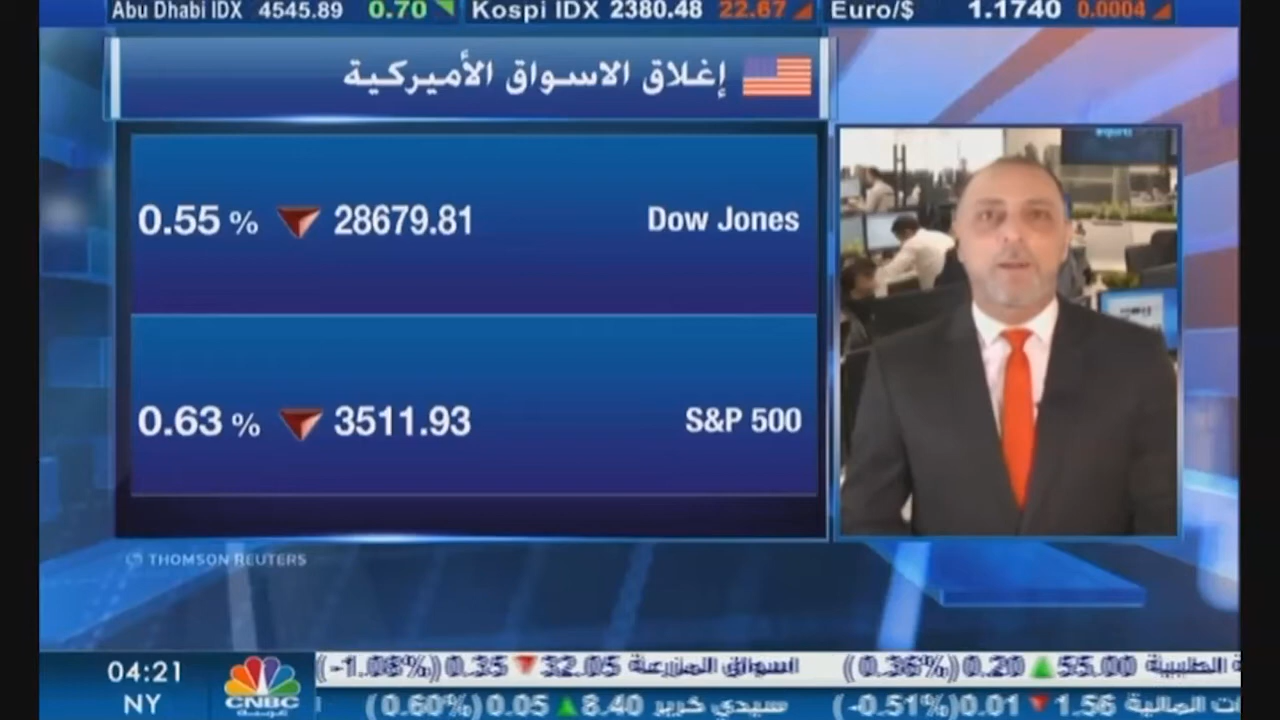 Abu Dhabi IDX 4545.89 0.70 Kospi IDX 2380.48 22.67 Euro/$ 1.1740 0.0004
إغلاق الاسواق الأميركية
Dow Jones 28679.81 0.55 %
S&P 500 3511.93 0.63 %
THOMSON REUTERS
04:21
NY
CNBC
عربية
الطبية 55.00 0.20 (0.36%) اسواق المزرعة 32.05 0.35 (-1.08%)
ت المالية 1.56 0.01 (-0.51%) سيدي كرير 8.40 0.05 (0.60%)